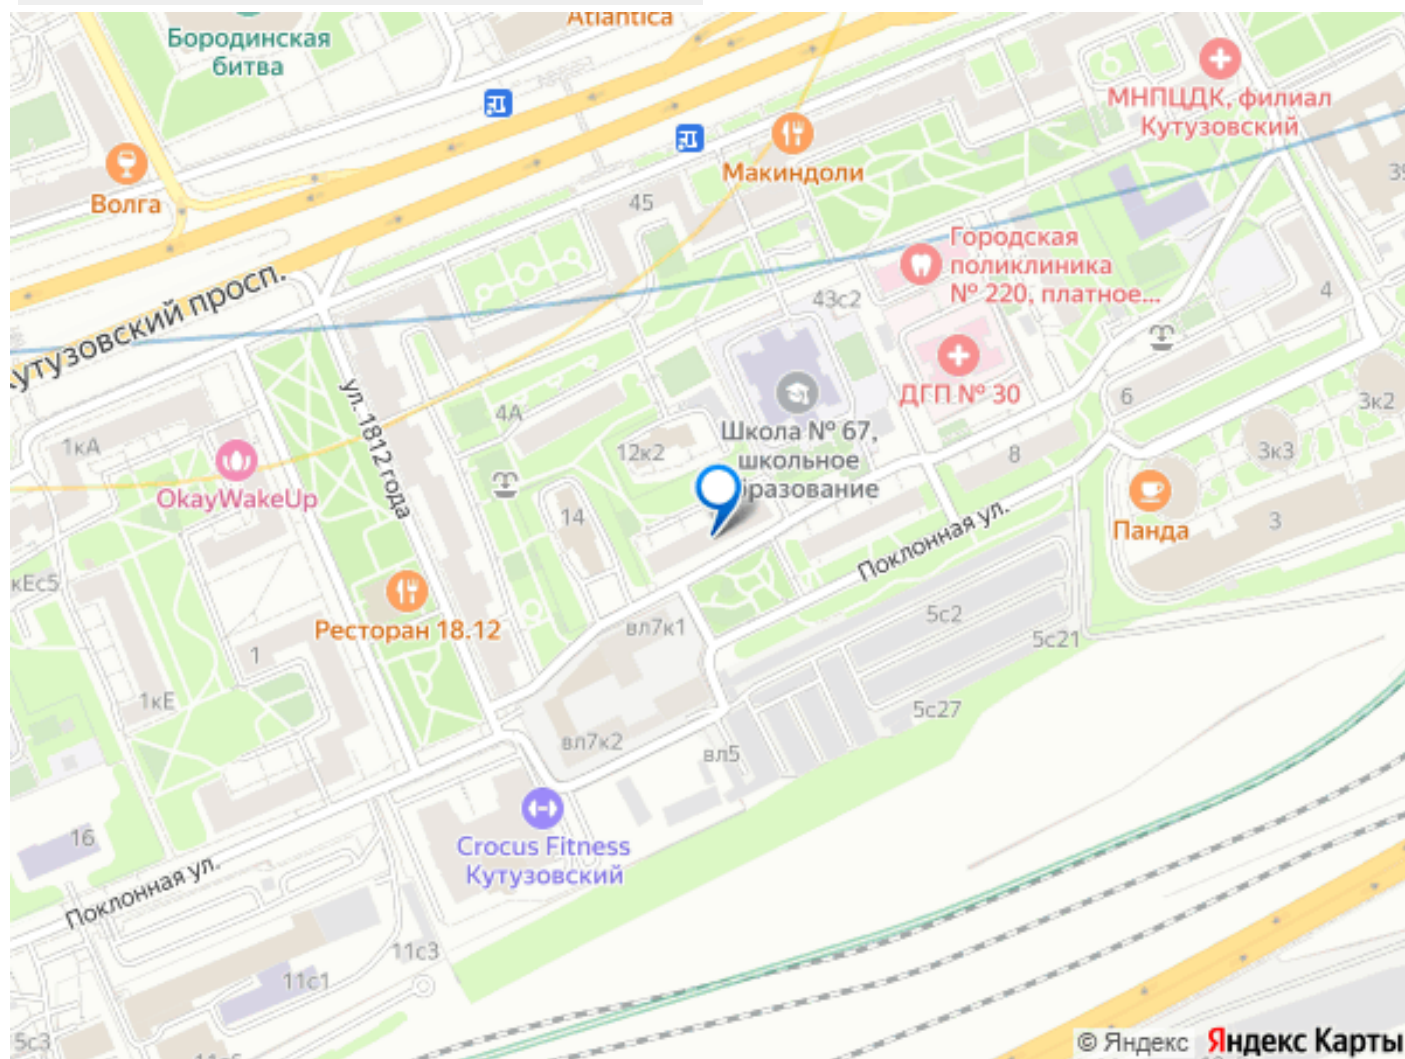 Atlantica
Бородинская
битва
МНПЦДК, филиал
Кутузовский
Волга
Макиндоли
45
39
Городская
поликлиника
№ 220, платное...
утузовский просп.
43с2
4
ул. 1812 года
ДГП № 30
6
3к2
4А
1кА
12к2
Школа № 67,
школьное
бразование
8
3к3
OkayWakeUp
14
Поклонная ул.
Панда
3
кЕс5
Ресторан 18.12
вл7к1
5с2
5с21
1
1кЕ
5с27
вл7к2
вл5
16
Crocus Fitness
Кутузовский
Поклонная ул.
11с3
11с1
5с3
© Яндекс Яндекс Карты